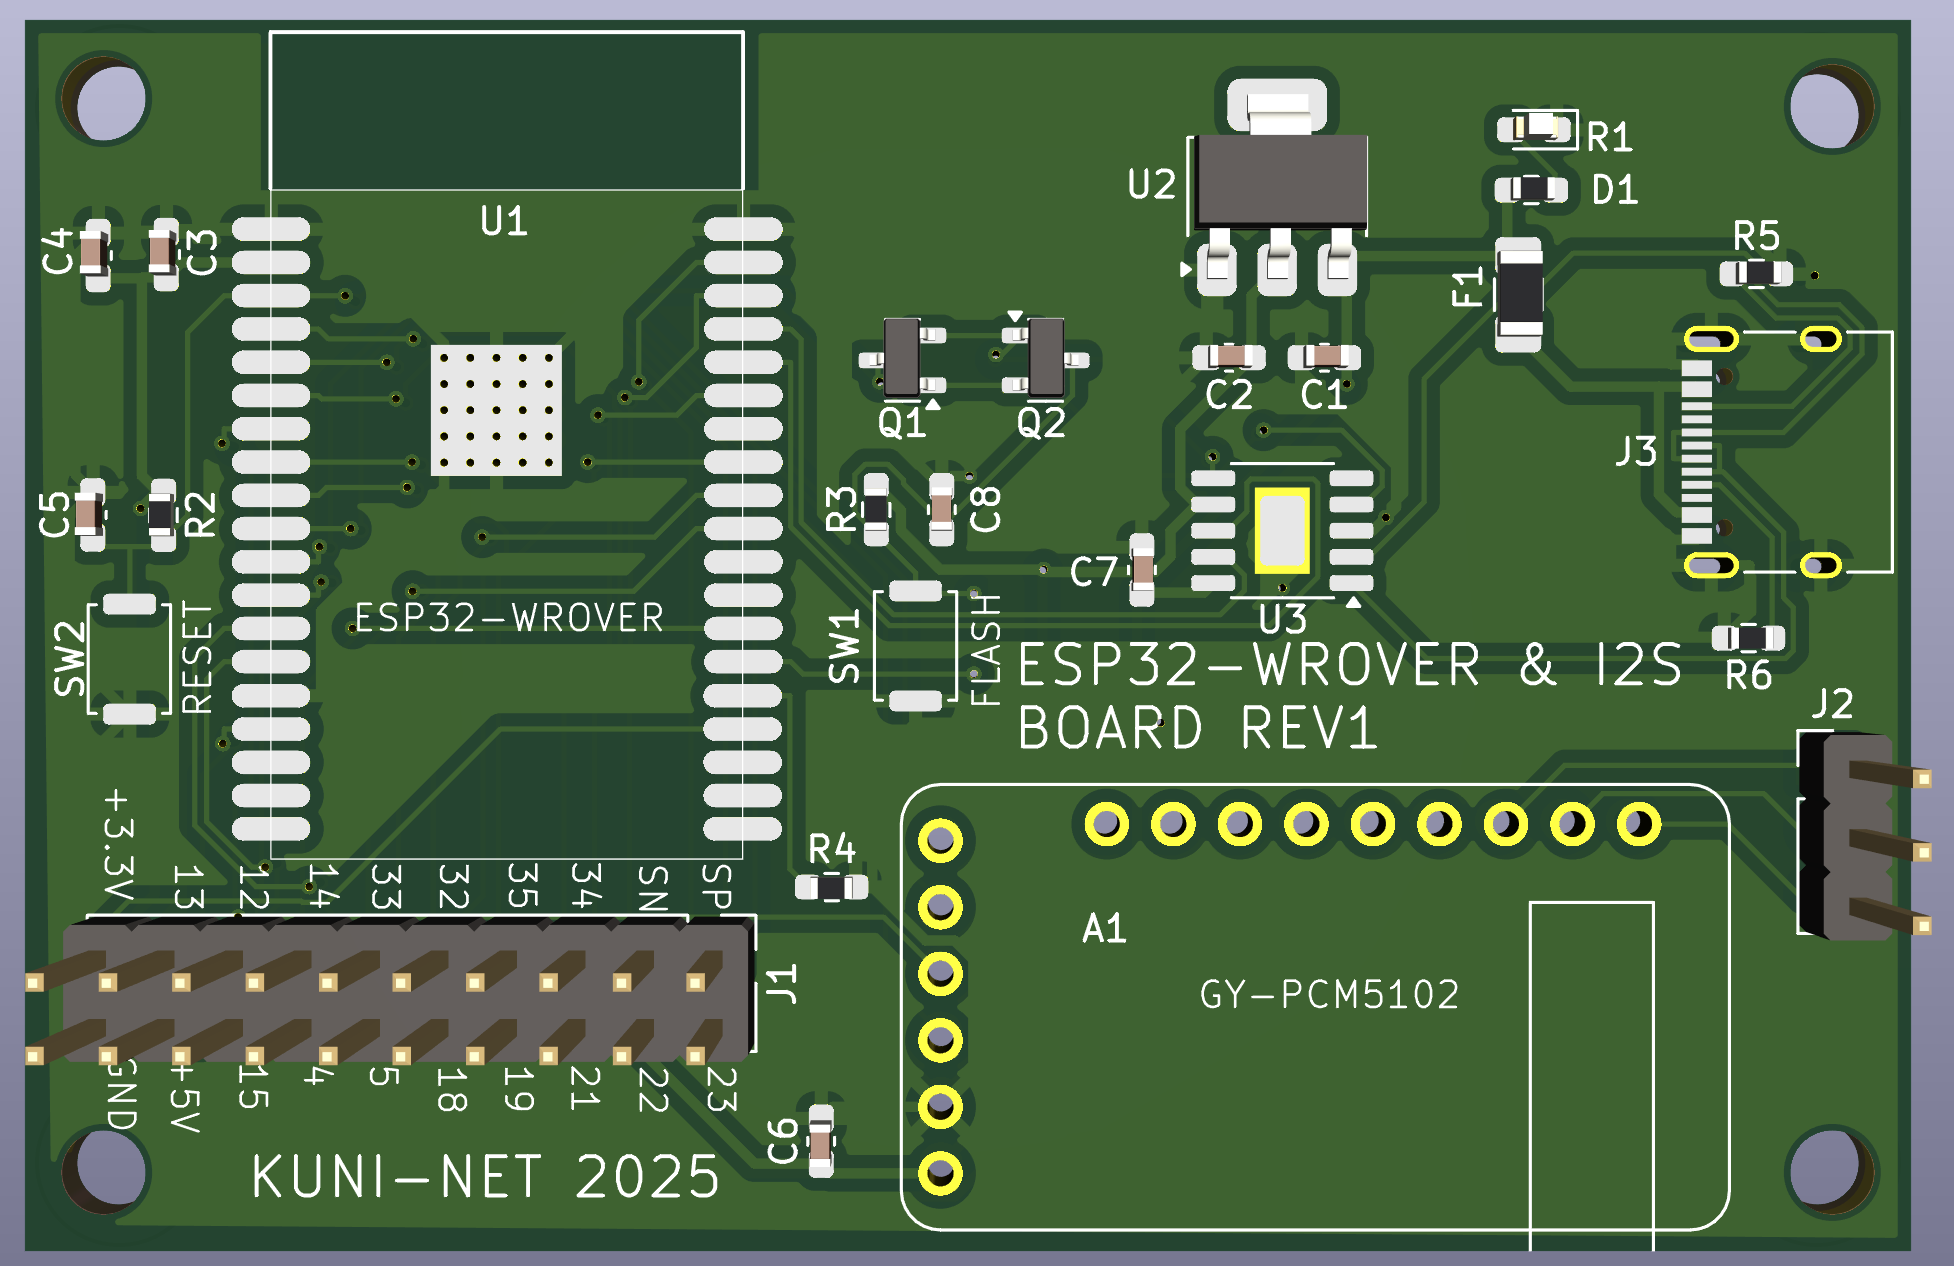 R1
U2
D1
U1
C4
C3
R5
F1
C2
C1
Q1
Q2
J3
C5
R2
R3
C8
C7
ESP32-WROVER
SW2
RESET
SW1
FLASH
U3
ESP32-WROVER & I2S
BOARD REV1
R6
J2
+3.3V
13
12
14
33
32
35
34
SN
SP
R4
A1
J1
GY-PCM5102
GND
+5V
15
4
5
18
19
21
22
23
C6
KUNI-NET 2025